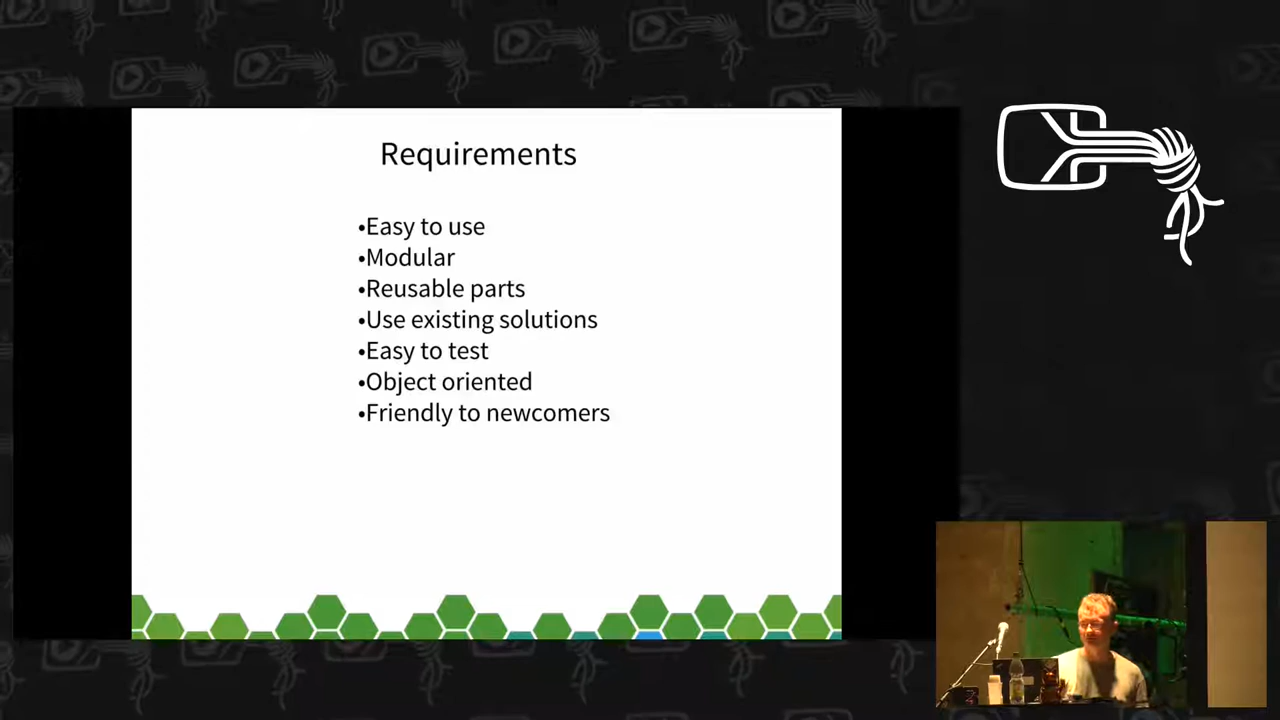 Requirements
•Easy to use
•Modular
•Reusable parts
•Use existing solutions
•Easy to test
•Object oriented
•Friendly to newcomers